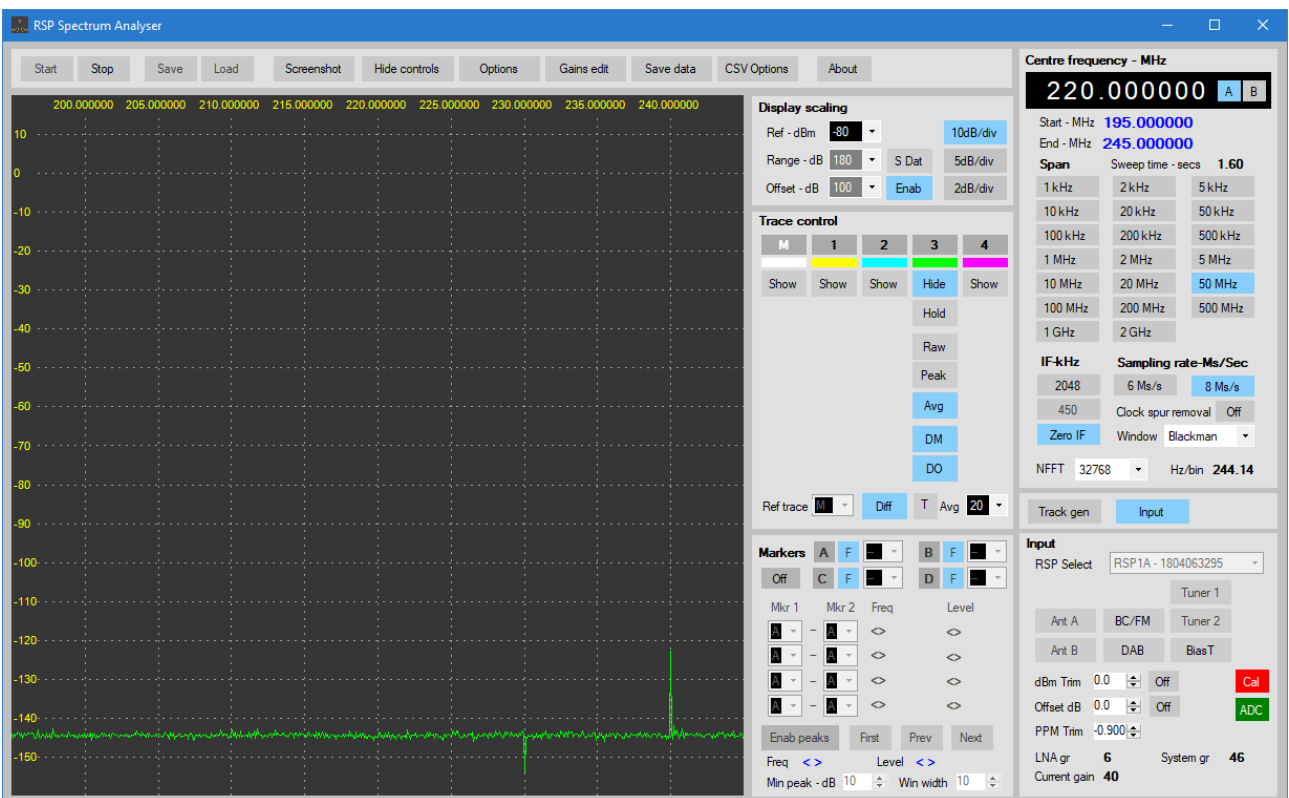 RSP Spectrum Analyser
Start Stop Save Load Screenshot Hide controls Options Gains edit Save data CSV Options About
200.000000 205.000000 210.000000 215.000000 220.000000 225.000000 230.000000 235.000000 240.000000
10
0
-10
-20
-30
-40
-50
-60
-70
-80
-90
-100
-110
-120
-130
-140
-150
Display scaling
Ref - dBm -80 10dB/div
Range - dB 180 S Dat 5dB/div
Offset - dB 100 Enab 2dB/div
Trace control
M 1 2 3 4
Show Show Show Hide Show
Hold
Raw
Peak
Avg
DM
DO
Ref trace M Diff T Avg 20
Markers A F - B F -
Off C F - D F -
Mkr 1 Mkr 2 Freq Level
A - A <> <>
A - A <> <>
A - A <> <>
A - A <> <>
Enab peaks First Prev Next
Freq < > Level < >
Min peak - dB 10 Win width 10
Centre frequency - MHz
220.000000 A B
Start - MHz 195.000000
End - MHz 245.000000
Span Sweep time - secs 1.60
1 kHz 2 kHz 5 kHz
10 kHz 20 kHz 50 kHz
100 kHz 200 kHz 500 kHz
1 MHz 2 MHz 5 MHz
10 MHz 20 MHz 50 MHz
100 MHz 200 MHz 500 MHz
1 GHz 2 GHz
IF-kHz Sampling rate-Ms/Sec
2048 6 Ms/s 8 Ms/s
450 Clock spur removal Off
Zero IF Window Blackman
NFFT 32768 Hz/bin 244.14
Track gen Input
Input
RSP Select RSP1A - 1804063295
Tuner 1
Ant A BC/FM Tuner 2
Ant B DAB BiasT
dBm Trim 0.0 Off Cal
Offset dB 0.0 Off ADC
PPM Trim -0.900
LNA gr 6 System gr 46
Current gain 40